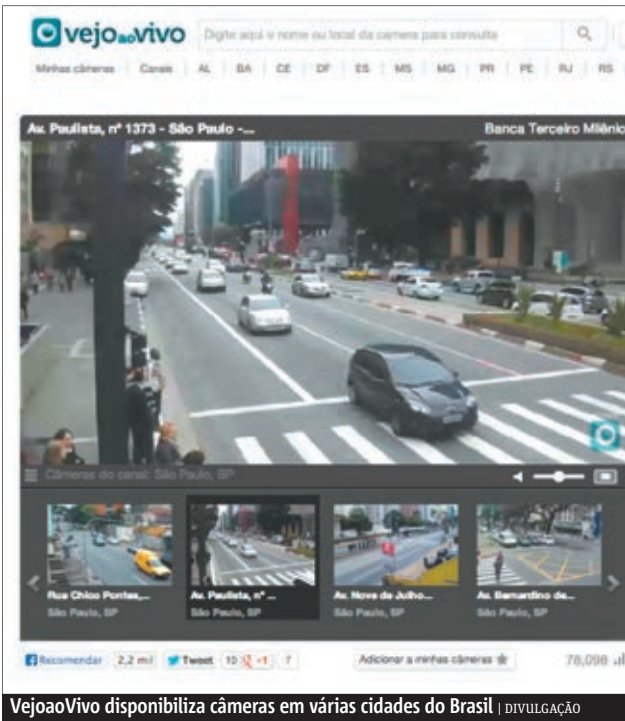 vejoaovivo
Digite aqui o nome ou local da camera para consulta
Minhas câmeras Canais AL BA CE DF ES MS MG PR PE RJ RS
Av. Paulista, nº 1373 - São Paulo -... Banca Terceiro Milênio
Câmeras do canal: São Paulo, SP
Rua Chico Pontes,... Av. Paulista, nº ... Av. Nove de Julho... Av. Bernardino de...
São Paulo, SP São Paulo, SP São Paulo, SP São Paulo, SP
Recomendar 2,2 mil Tweet 10 +1 7 Adicionar a minhas câmeras 78,098
VejoaoVivo disponibiliza câmeras em várias cidades do Brasil | DIVULGAÇÃO